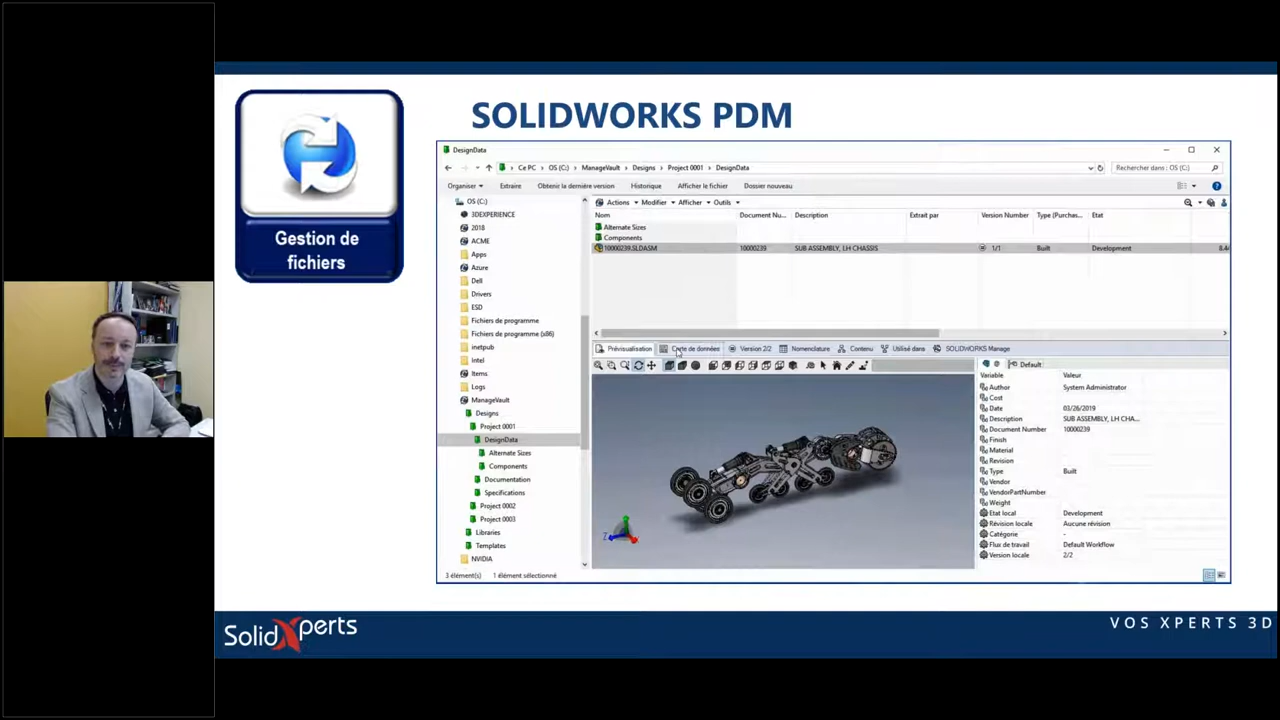 SOLIDWORKS PDM
Gestion de
fichiers
DesignData
Ce PC > OS (C:) > ManageVault > Designs > Project 0001 > DesignData
Rechercher dans : OS (C:)
Organiser Extraire Obtenir la dernière version Historique Afficher le fichier Dossier nouveau
OS (C:)
3DEXPERIENCE
2018
ACME
Apps
Azure
Dell
Drivers
ESD
Fichiers de programme
Fichiers de programme (x86)
inetpub
Intel
Items
Logs
ManageVault
Designs
Project 0001
DesignData
Alternate Sizes
Components
Documentation
Specifications
Project 0002
Project 0003
Libraries
Templates
NVIDIA
3 élément(s) 1 élément sélectionné
Actions Modifier Afficher Outils
Nom Document Nu... Description Extrait par Version Number Type (Purchas... Etat
Alternate Sizes
Components
10000239.SLDASM 10000239 SUB ASSEMBLY, LH CHASSIS 1/1 Built Development
Prévisualisation Carte de données Version 2/2 Nomenclature Contenu Utilisé dans SOLIDWORKS Manage
Default
Variable Valeur
Author System Administrator
Cost
Date 03/26/2019
Description SUB ASSEMBLY, LH CHA...
Document Number 10000239
Finish
Material
Revision
Type Built
Vendor
VendorPartNumber
Weight
Etat local Development
Révision locale Aucune révision
Catégorie -
Flux de travail Default Workflow
Version locale 2/2
Z
SolidXperts
VOS XPERTS 3D